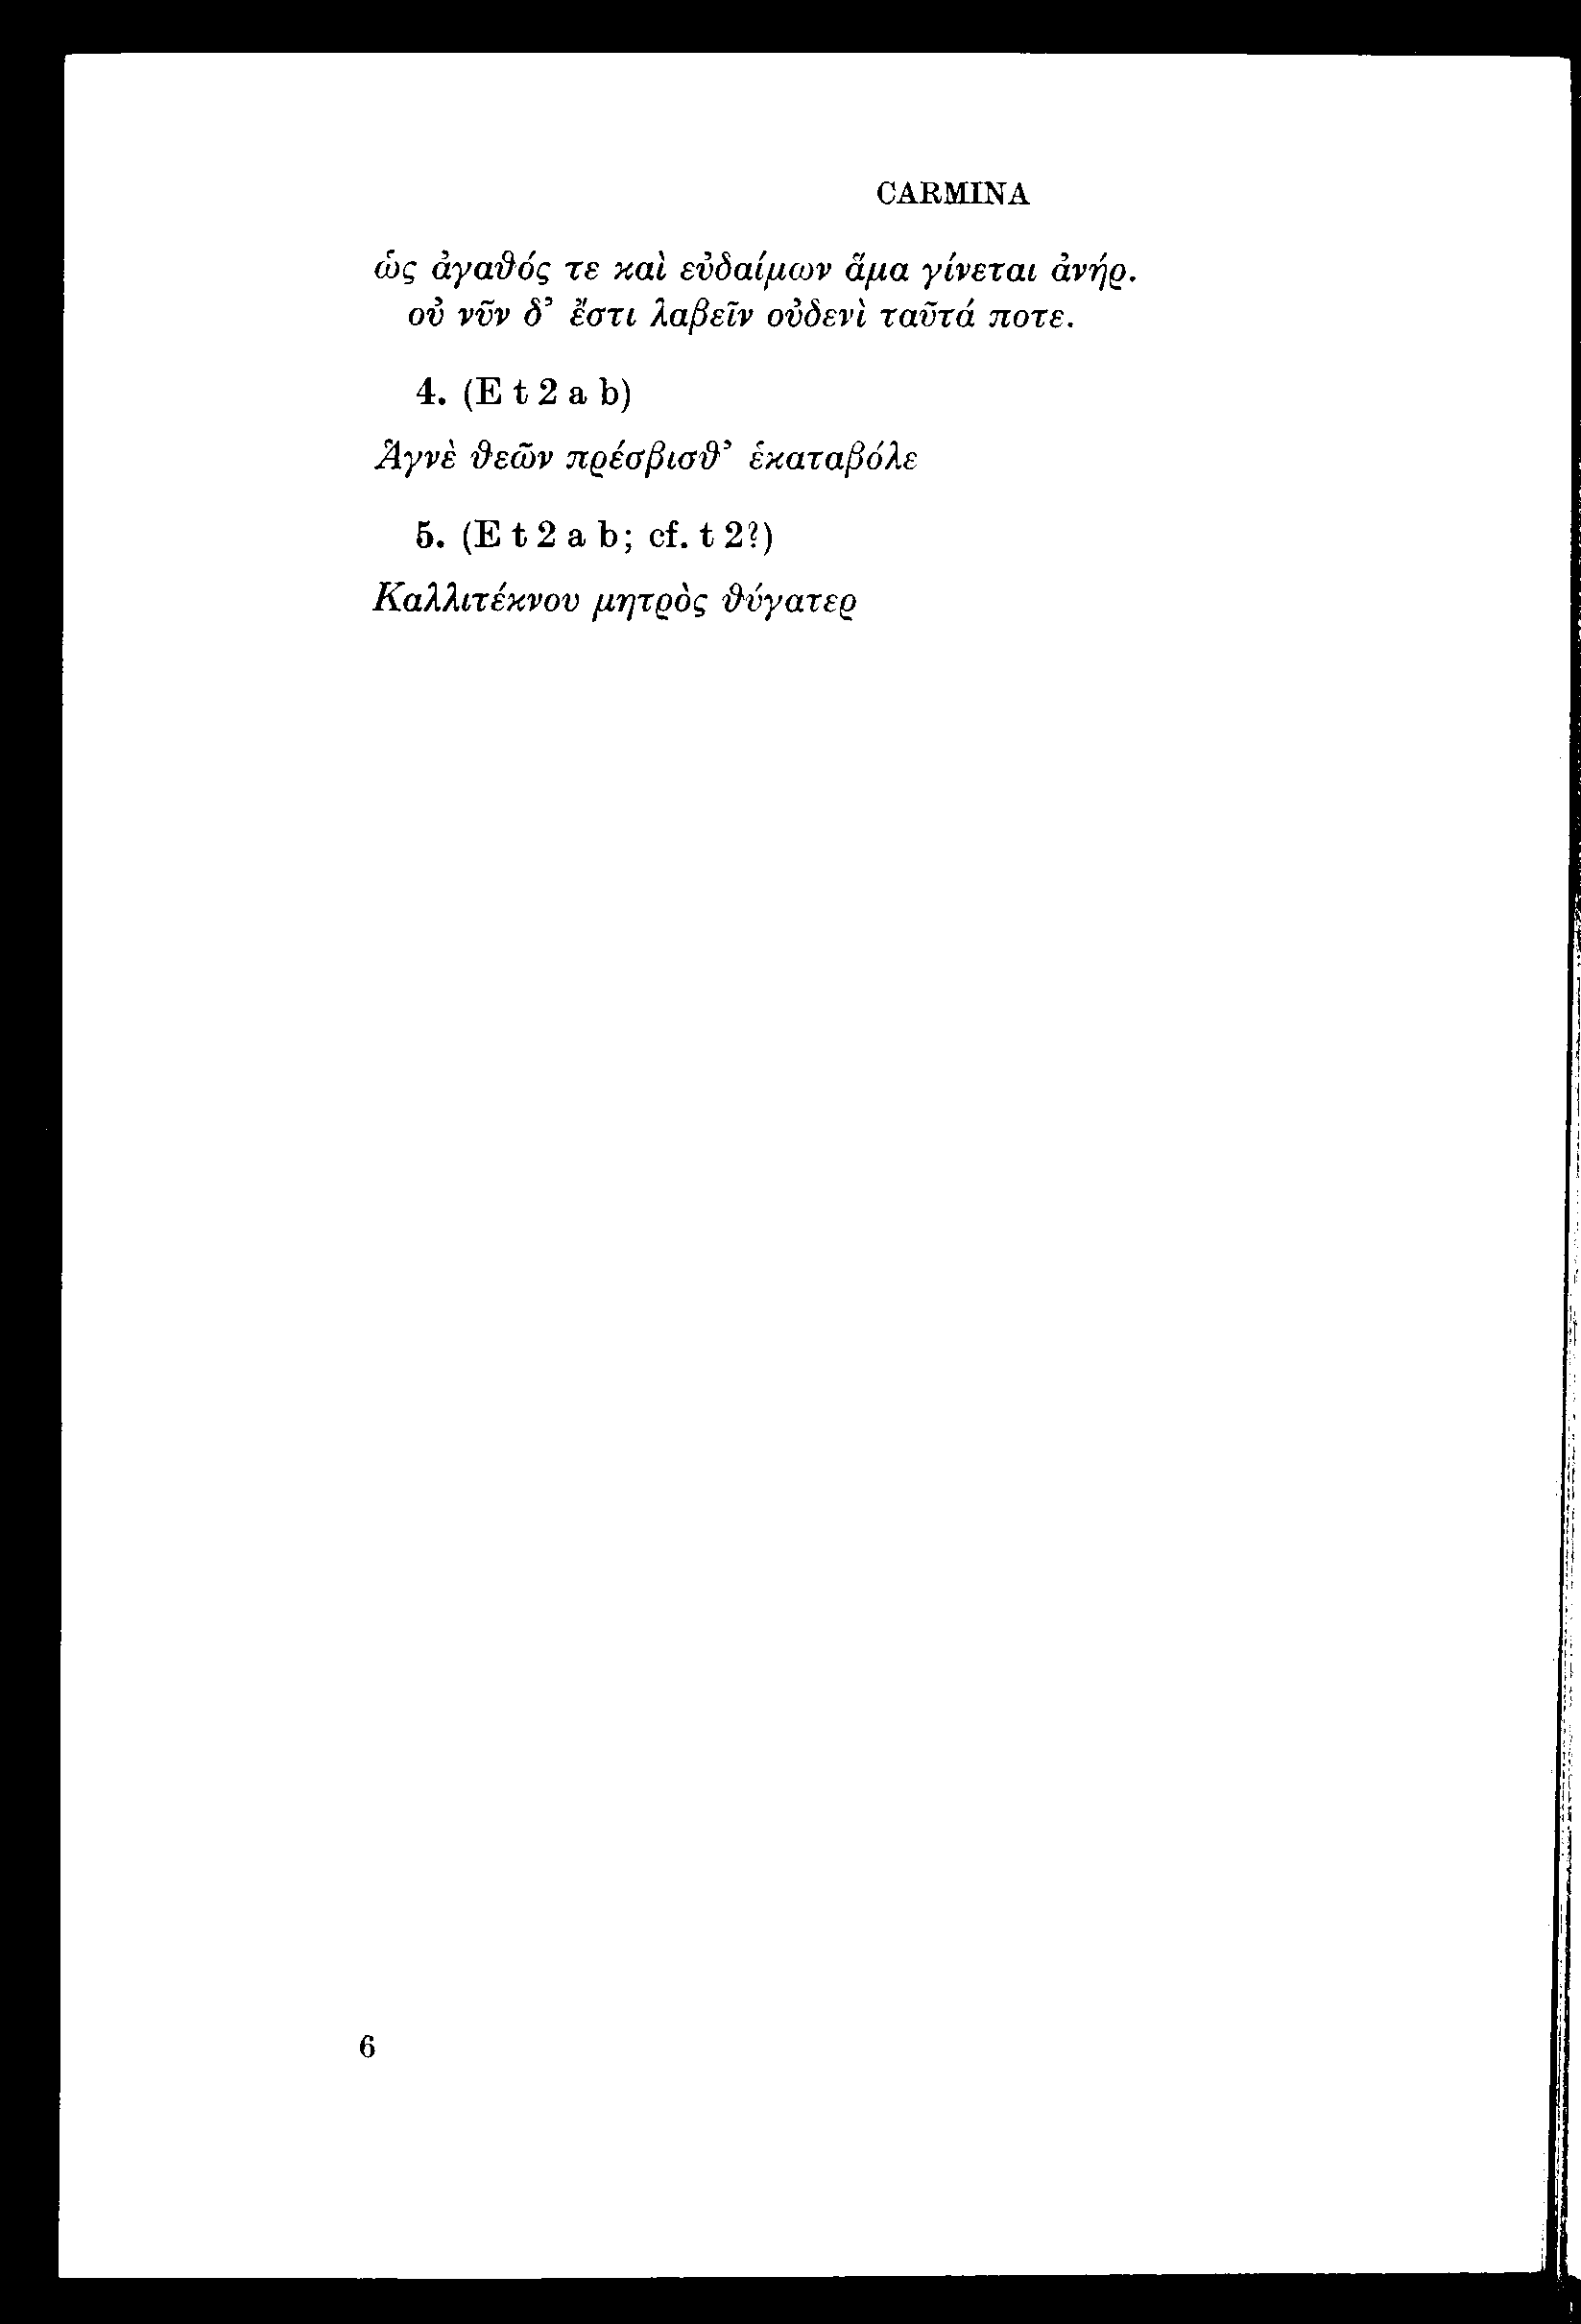 CARMINA
ὡς ἀγαθός τε καὶ εὐδαίμων ἅμα γίνεται ἀνήρ.
οὐ νῦν δ’ ἔστι λαβεῖν οὐδενὶ ταῦτά ποτε.
4. (E t 2 a b)
Ἁγνὲ θεῶν πρέσβισθ’ ἑκαταβόλε
5. (E t 2 a b; cf. t 2?)
Καλλιτέκνου μητρὸς θύγατερ
6